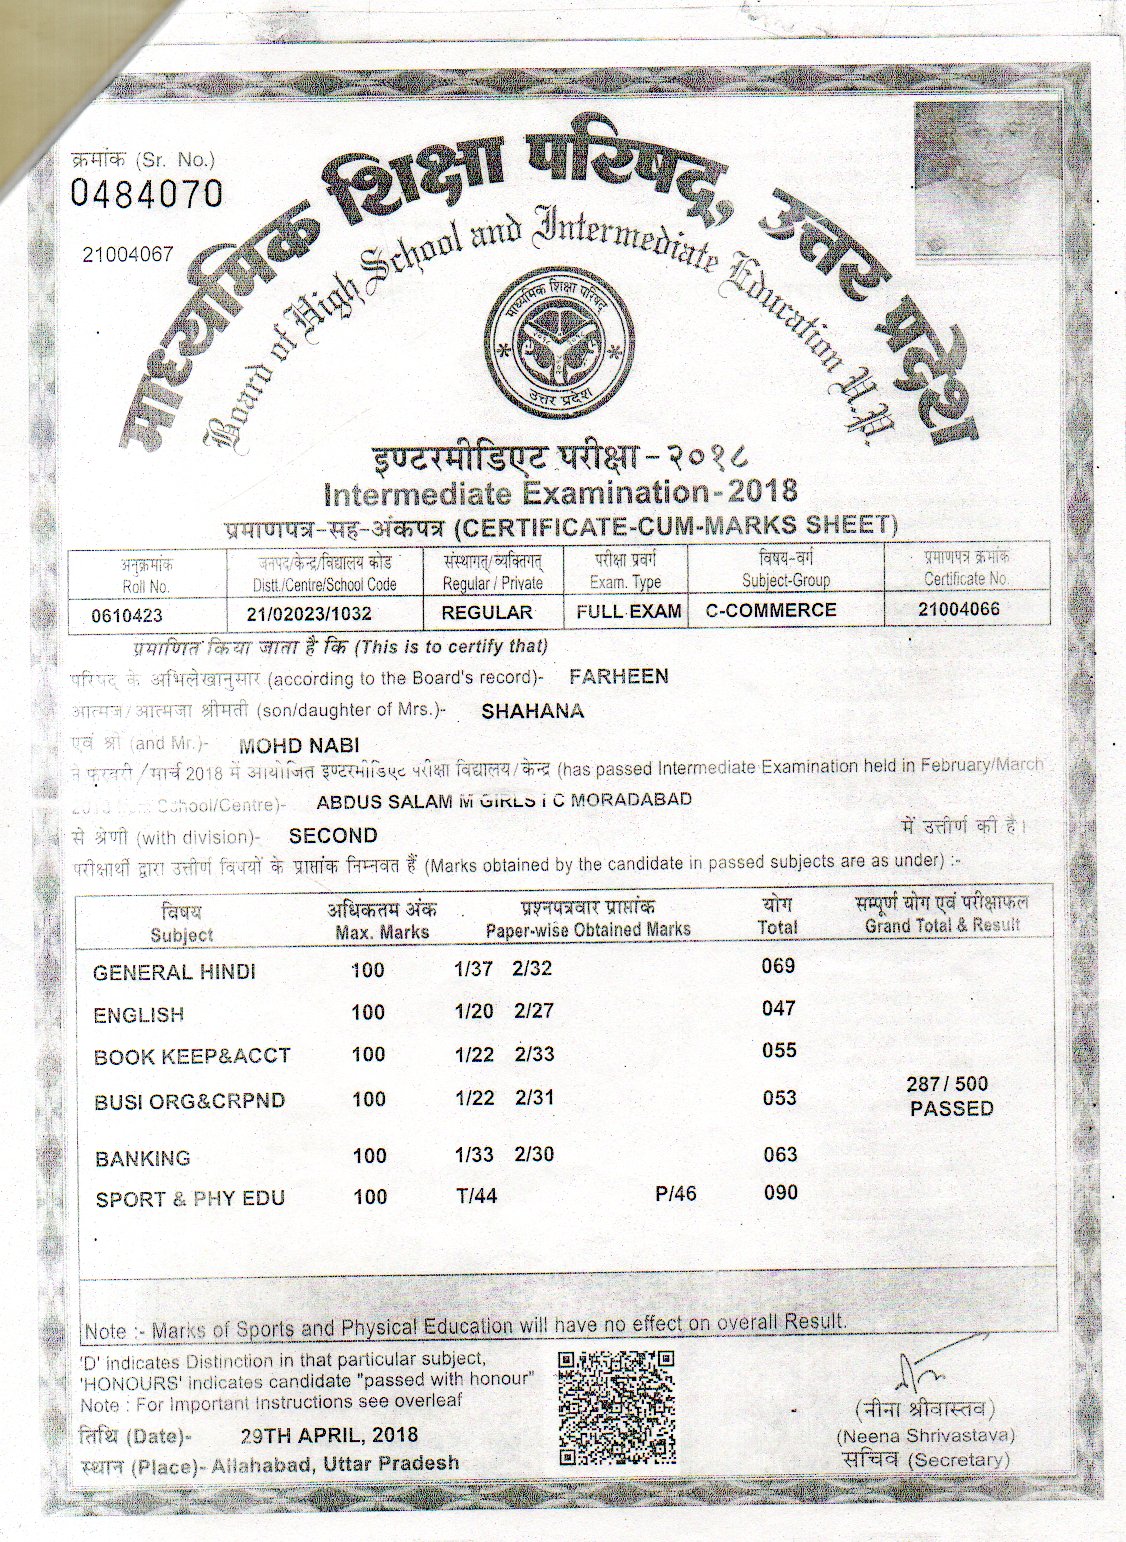 क्रमांक (Sr. No.)
0484070
21004067
माध्यमिक शिक्षा परिषद्, उत्तर प्रदेश
Board of High School and Intermediate Education U.P.
माध्यमिक शिक्षा परिषद्
उत्तर प्रदेश
इण्टरमीडिएट परीक्षा-२०१८
Intermediate Examination-2018
प्रमाणपत्र-सह-अंकपत्र (CERTIFICATE-CUM-MARKS SHEET)
अनुक्रमांक जनपद/केन्द्र/विद्यालय कोड संस्थागत/व्यक्तिगत् परीक्षा प्रवर्ग विषय-वर्ग प्रमाणपत्र क्रमांक
Roll No. Distt./Centre/School Code Regular / Private Exam. Type Subject-Group Certificate No.
0610423 21/02023/1032 REGULAR FULL EXAM C-COMMERCE 21004066
प्रमाणित किया जाता है कि (This is to certify that)
परिषद् के अभिलेखानुसार (according to the Board's record)- FARHEEN
आत्मज/आत्मजा श्रीमती (son/daughter of Mrs.)- SHAHANA
एवं श्री (and Mr.)- MOHD NABI
ने फरवरी/मार्च 2018 में आयोजित इण्टरमीडिएट परीक्षा विद्यालय/केन्द्र (has passed Intermediate Examination held in February/March
School/Centre)- ABDUS SALAM M GIRLS I C MORADABAD
से श्रेणी (with division)- SECOND में उत्तीर्ण की है।
परीक्षार्थी द्वारा उत्तीर्ण विषयों के प्राप्तांक निम्नवत हैं (Marks obtained by the candidate in passed subjects are as under) :-
विषय अधिकतम अंक प्रश्नपत्रवार प्राप्तांक योग सम्पूर्ण योग एवं परीक्षाफल
Subject Max. Marks Paper-wise Obtained Marks Total Grand Total & Result
GENERAL HINDI 100 1/37 2/32 069
ENGLISH 100 1/20 2/27 047
BOOK KEEP&ACCT 100 1/22 2/33 055
287/ 500
BUSI ORG&CRPND 100 1/22 2/31 053
PASSED
BANKING 100 1/33 2/30 063
SPORT & PHY EDU 100 T/44 P/46 090
Note :- Marks of Sports and Physical Education will have no effect on overall Result.
'D' indicates Distinction in that particular subject,
'HONOURS' indicates candidate "passed with honour"
Note : For Important Instructions see overleaf
तिथि (Date)- 29TH APRIL, 2018
स्थान (Place)- Allahabad, Uttar Pradesh
(नीना श्रीवास्तव)
(Neena Shrivastava)
सचिव (Secretary)